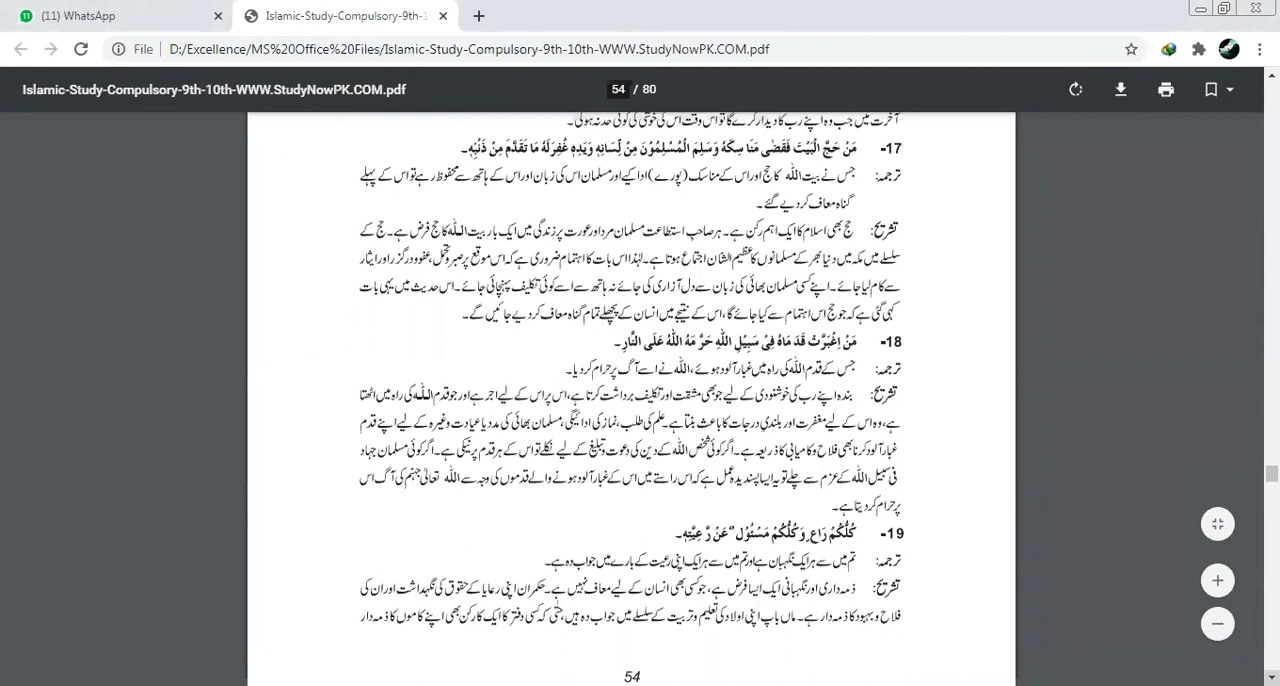 (11) WhatsApp
Islamic-Study-Compulsory-9th-1
File D:/Excellence/MS%20Office%20Files/Islamic-Study-Compulsory-9th-10th-WWW.StudyNowPK.COM.pdf
Islamic-Study-Compulsory-9th-10th-WWW.StudyNowPK.COM.pdf
54 / 80
آخرت میں جب وہ اپنے رب کا دیدار کرے گا تو اس وقت اس کی خوشی کی کوئی حد نہ ہوگی۔
17- مَنْ حَجَّ الْبَيْتَ فَقَضٰى مَنَا سِكَهٗ وَسَلِمَ الْمُسْلِمُوْنَ مِنْ لِّسَانِهٖ وَيَدِهٖ غُفِرَلَهٗ مَا تَقَدَّمَ مِنْ ذَنْبِهٖ۔
ترجمہ: جس نے بیت اللہ کا حج اور اس کے مناسک (پورے) ادا کیے اور مسلمان اس کی زبان اور اس کے ہاتھ سے محفوظ رہے تو اس کے پہلے
گناہ معاف کر دیے گئے۔
تشریح: حج بھی اسلام کا ایک اہم رکن ہے۔ ہر صاحبِ استطاعت مسلمان مرد اور عورت پر زندگی میں ایک بار بیت اللہ کا حج فرض ہے۔ حج کے
سلسلے میں مکہ میں دنیا بھر کے مسلمانوں کا عظیم الشان اجتماع ہوتا ہے۔ لہٰذا اس بات کا اہتمام ضروری ہے کہ اس موقع پر صبر و تحمل، عفو و درگزر اور ایثار
سے کام لیا جائے۔ اپنے کسی مسلمان بھائی کی زبان سے دل آزاری کی جائے نہ ہاتھ سے اسے کوئی تکلیف پہنچائی جائے۔ اس حدیث میں یہی بات
کہی گئی ہے کہ جو حج اس اہتمام سے کیا جائے گا، اس کے نتیجے میں انسان کے پچھلے تمام گناہ معاف کر دیے جائیں گے۔
18- مَنِ اغْبَرَّتْ قَدَ مَاهُ فِیْ سَبِيْلِ اللّٰهِ حَرَّ مَهُ اللّٰهُ عَلَى النَّارِ۔
ترجمہ: جس کے قدم اللہ کی راہ میں غبار آلود ہوئے، اللہ نے اسے آگ پر حرام کر دیا۔
تشریح: بندہ اپنے رب کی خوشنودی کے لیے جو بھی مشقت اور تکلیف برداشت کرتا ہے، اس پر اس کے لیے اجر ہے اور جو قدم اللہ کی راہ میں اٹھتا
ہے، وہ اس کے لیے مغفرت اور بلندی درجات کا باعث بنتا ہے۔ علم کی طلب، نماز کی ادائیگی، مسلمان بھائی کی مدد یا عیادت وغیرہ کے لیے اپنے قدم
غبار آلود کرنا بھی فلاح و کامیابی کا ذریعہ ہے۔ اگر کوئی شخص اللہ کے دین کی دعوت و تبلیغ کے لیے نکلے تو اس کے ہر قدم پر نیکی ہے۔ اگر کوئی مسلمان جہاد
فی سبیل اللہ کے عزم سے چلے تو یہ ایسا پسندیدہ عمل ہے کہ اس راستے میں اس کے غبار آلود ہونے والے قدموں کی وجہ سے اللہ تعالیٰ جہنم کی آگ اس
پر حرام کر دیتا ہے۔
19- كُلُّكُمْ رَاعٍ وَّكُلُّكُمْ مَسْئُوْلٌ عَنْ رَّعِيَّتِهٖ۔
ترجمہ: تم میں سے ہر ایک نگہبان ہے اور تم میں سے ہر ایک اپنی رعیت کے بارے میں جواب دہ ہے۔
تشریح: ذمہ داری اور نگہبانی ایک ایسا فرض ہے، جو کسی بھی انسان کے لیے معاف نہیں ہے۔ حکمران اپنی رعایا کے حقوق کی نگہداشت اور ان کی
فلاح و بہبود کا ذمہ دار ہے۔ ماں باپ اپنی اولاد کی تعلیم و تربیت کے سلسلے میں جواب دہ ہیں، حتیٰ کہ کسی دفتر کا ایک کارکن بھی اپنے کاموں کا ذمہ دار
54